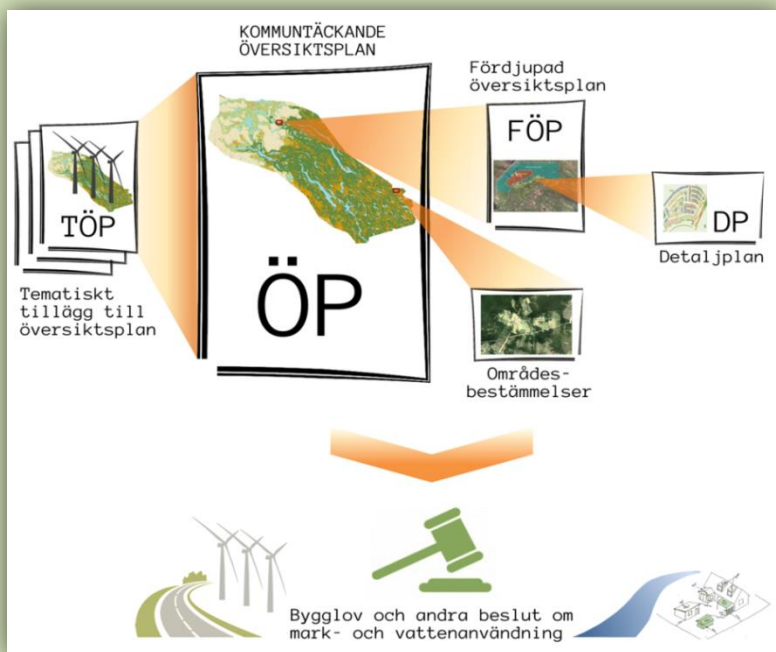 KOMMUNTÄCKANDE
ÖVERSIKTSPLAN
ÖP
TÖP
Tematiskt
tillägg till
översiktsplan
Fördjupad
översiktsplan
FÖP
DP
Detaljplan
Områdes-
bestämmelser
Bygglov och andra beslut om
mark- och vattenanvändning